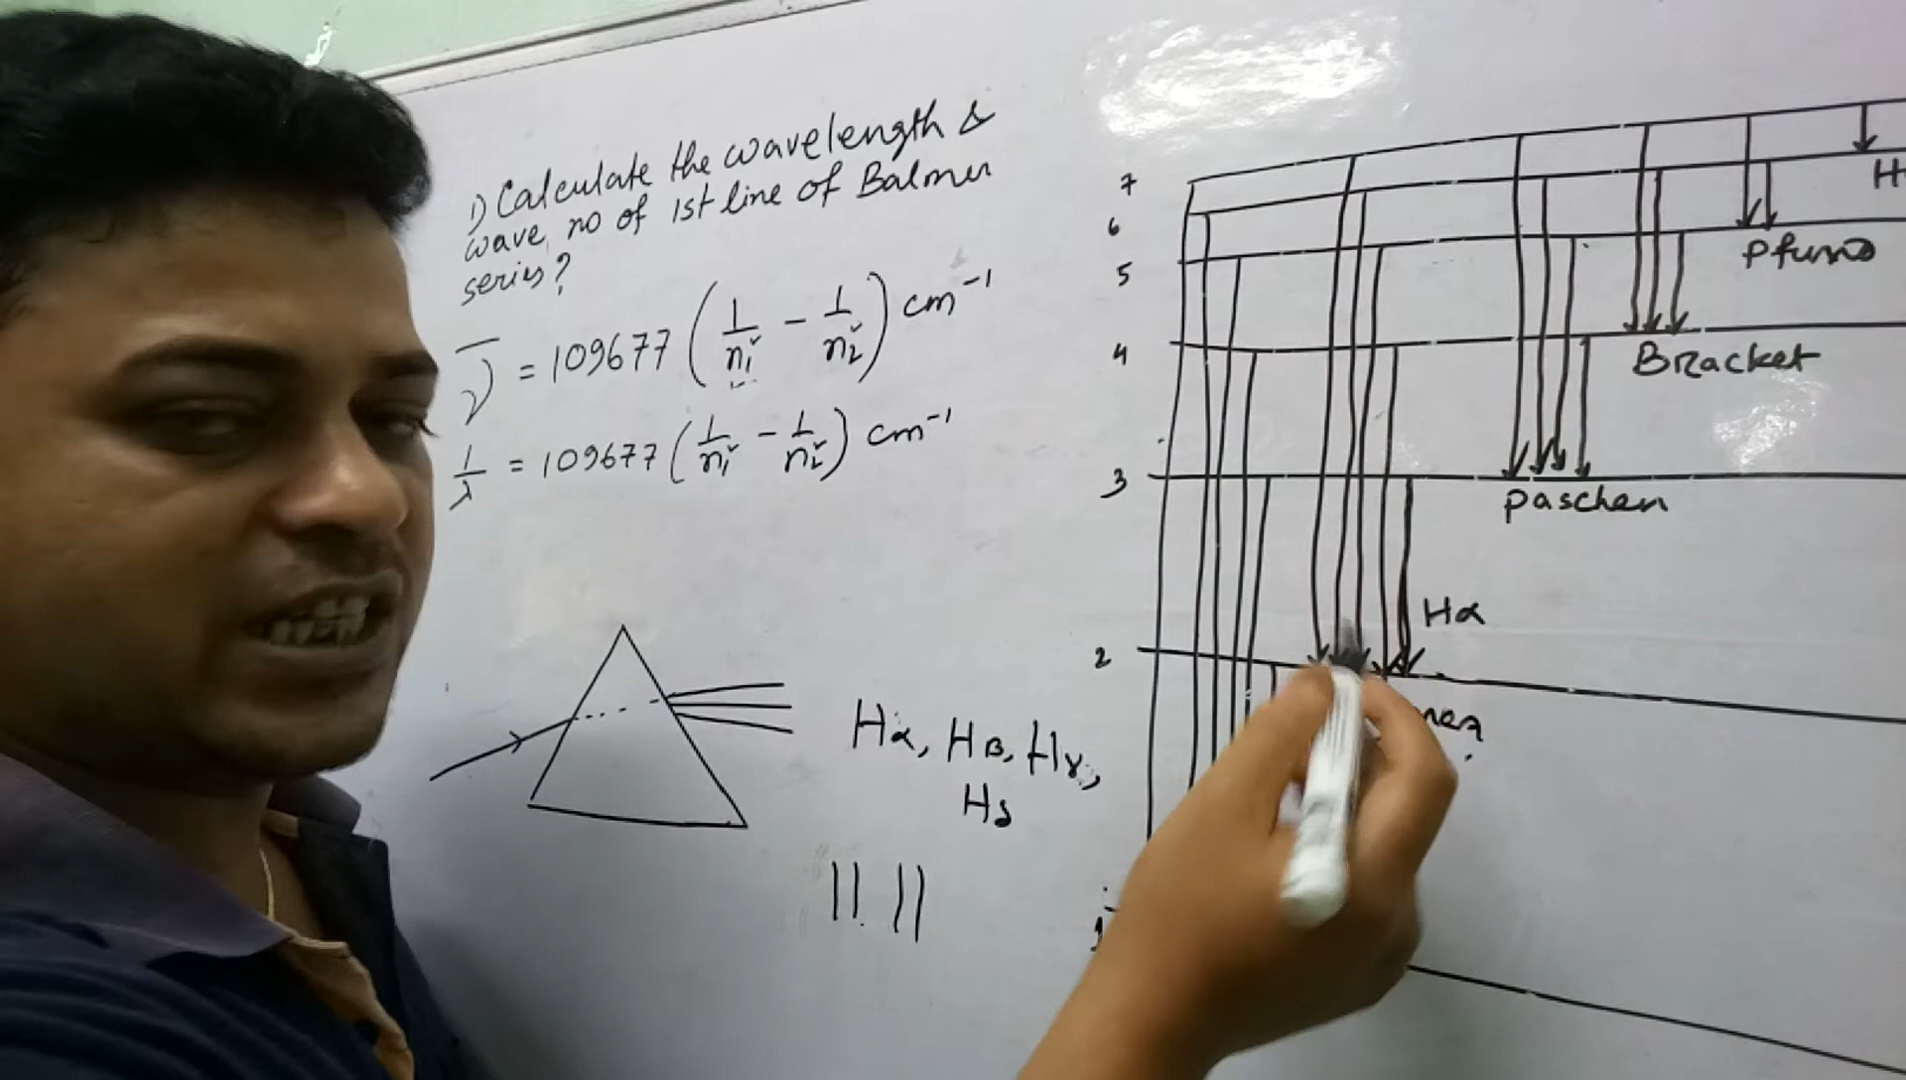 1) Calculate the wavelength &
wave no of 1st line of Balmer
series?
ν̅ = 109677 (1/n₁² - 1/n₂²) cm⁻¹
1/λ = 109677 (1/n₁² - 1/n₂²) cm⁻¹
Hα, Hβ, Hγ,
Hδ
7
6
5
4
3
2
1
H
Pfund
Bracket
Paschen
Hα